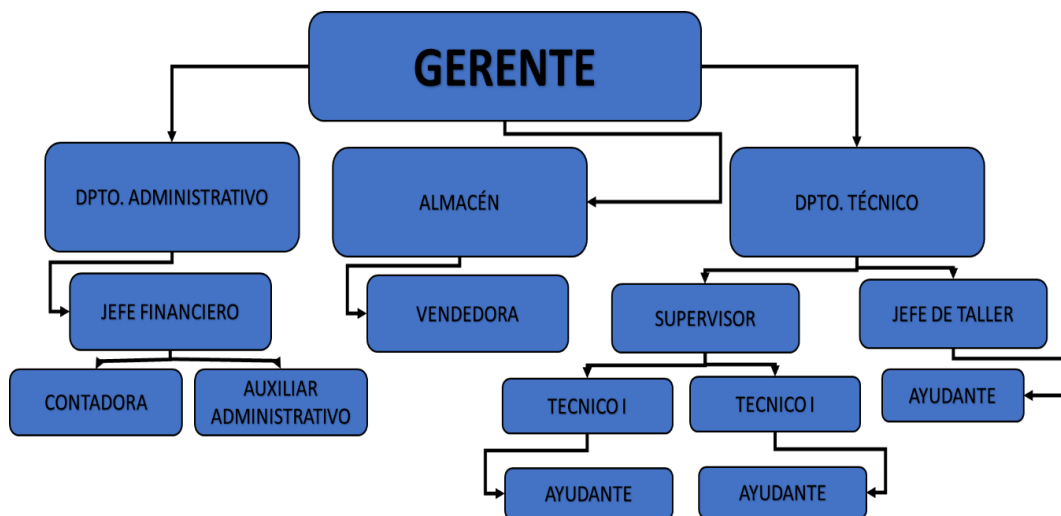 GERENTE
DPTO. ADMINISTRATIVO
ALMACÉN
DPTO. TÉCNICO
JEFE FINANCIERO
VENDEDORA
SUPERVISOR
JEFE DE TALLER
CONTADORA
AUXILIAR
ADMINISTRATIVO
TECNICO I
TECNICO I
AYUDANTE
AYUDANTE
AYUDANTE